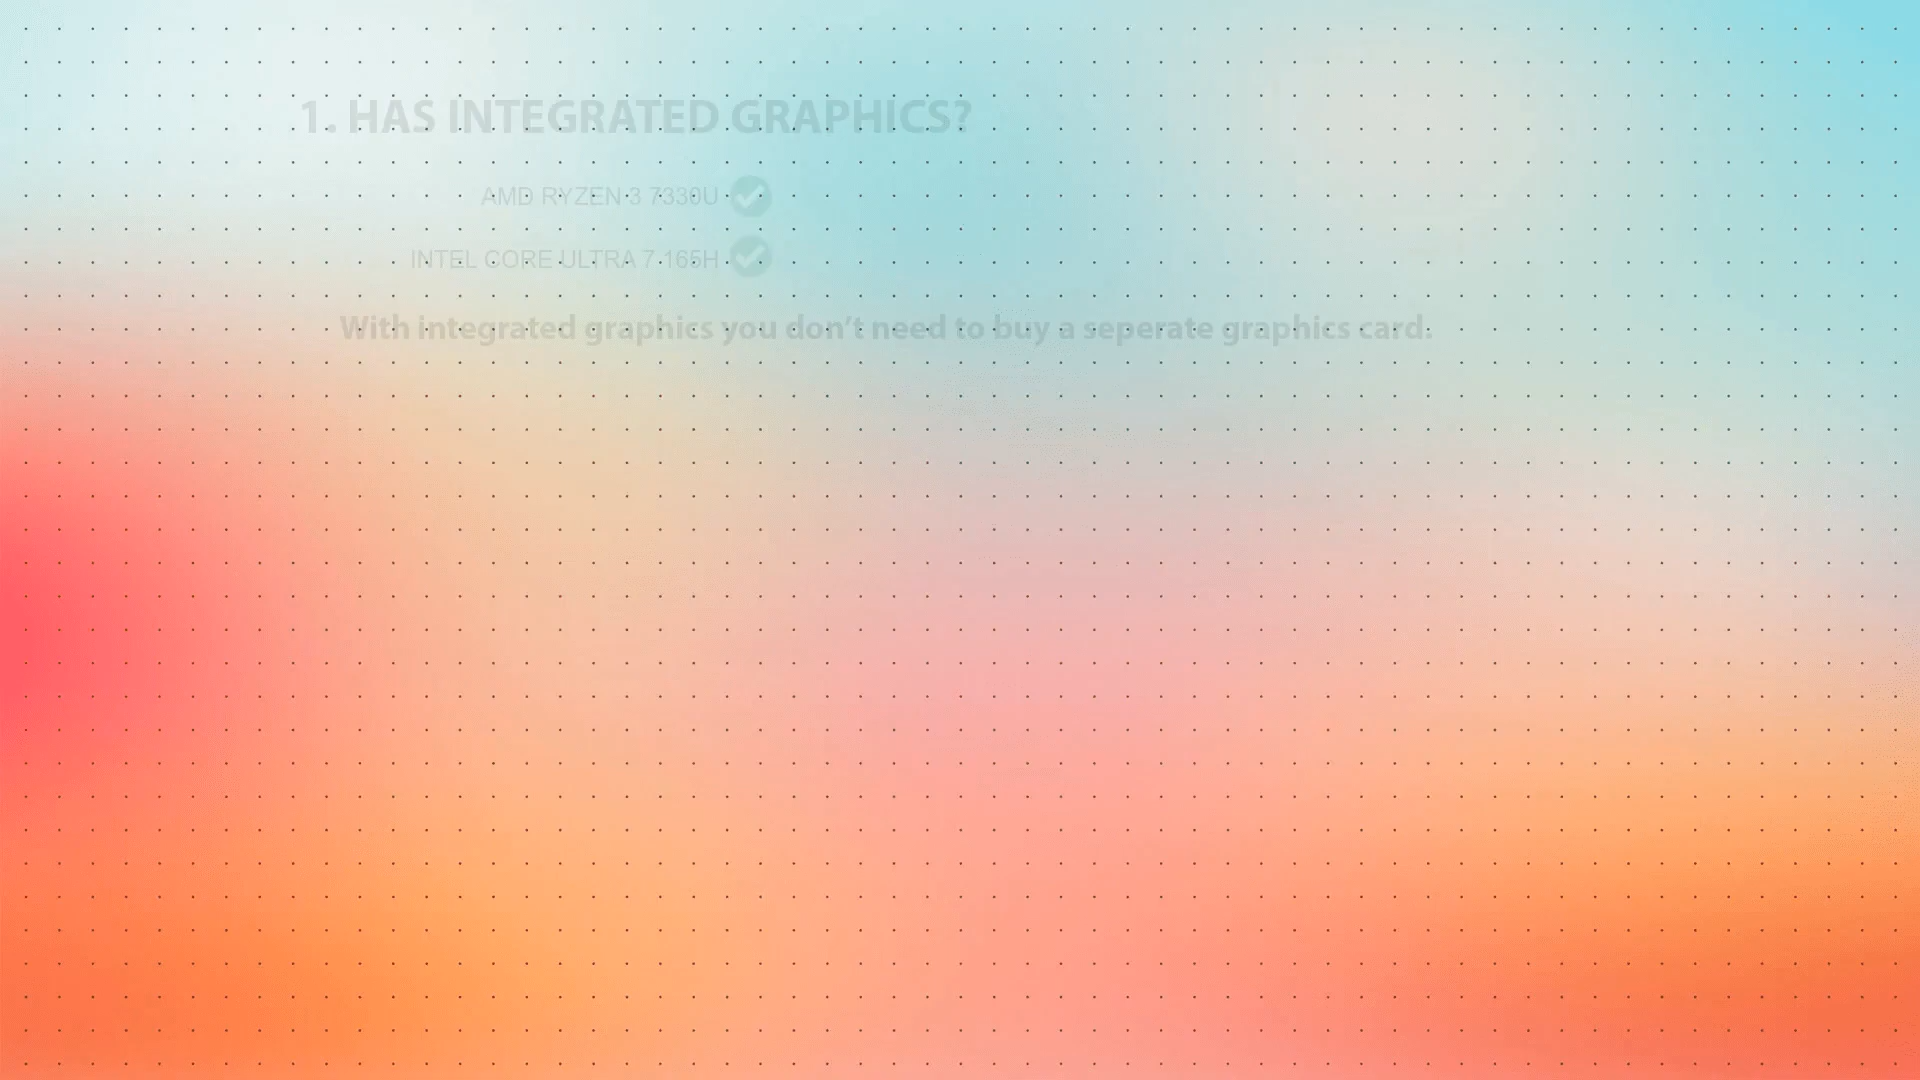 1. HAS INTEGRATED GRAPHICS?
AMD RYZEN 3 7330U
INTEL CORE ULTRA 7 165H
With integrated graphics you don’t need to buy a seperate graphics card.